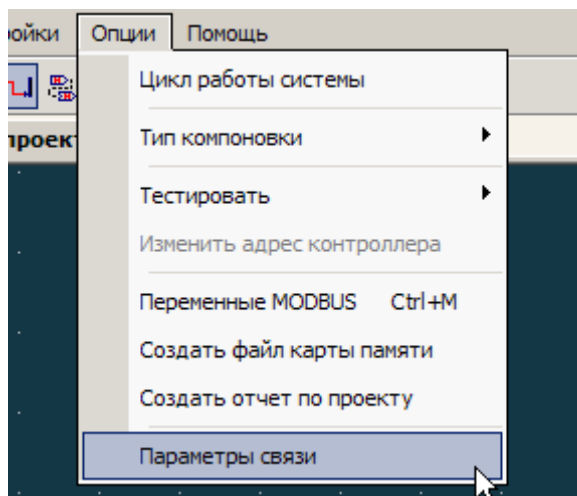 ройки Опции Помощь
Цикл работы системы
проек
Тип компоновки
Тестировать
Изменить адрес контроллера
Переменные MODBUS Ctrl+M
Создать файл карты памяти
Создать отчет по проекту
Параметры связи